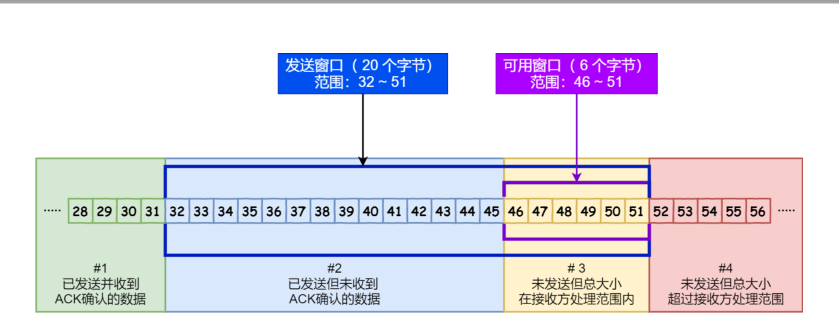 发送窗口（ 20 个字节）
范围：32 ~ 51
可用窗口（ 6 个字节）
范围：46 ~ 51
····· 28 29 30 31 32 33 34 35 36 37 38 39 40 41 42 43 44 45 46 47 48 49 50 51 52 53 54 55 56 ·····
#1
已发送并收到
ACK确认的数据
#2
已发送但未收到
ACK确认的数据
# 3
未发送但总大小
在接收方处理范围内
#4
未发送但总大小
超过接收方处理范围